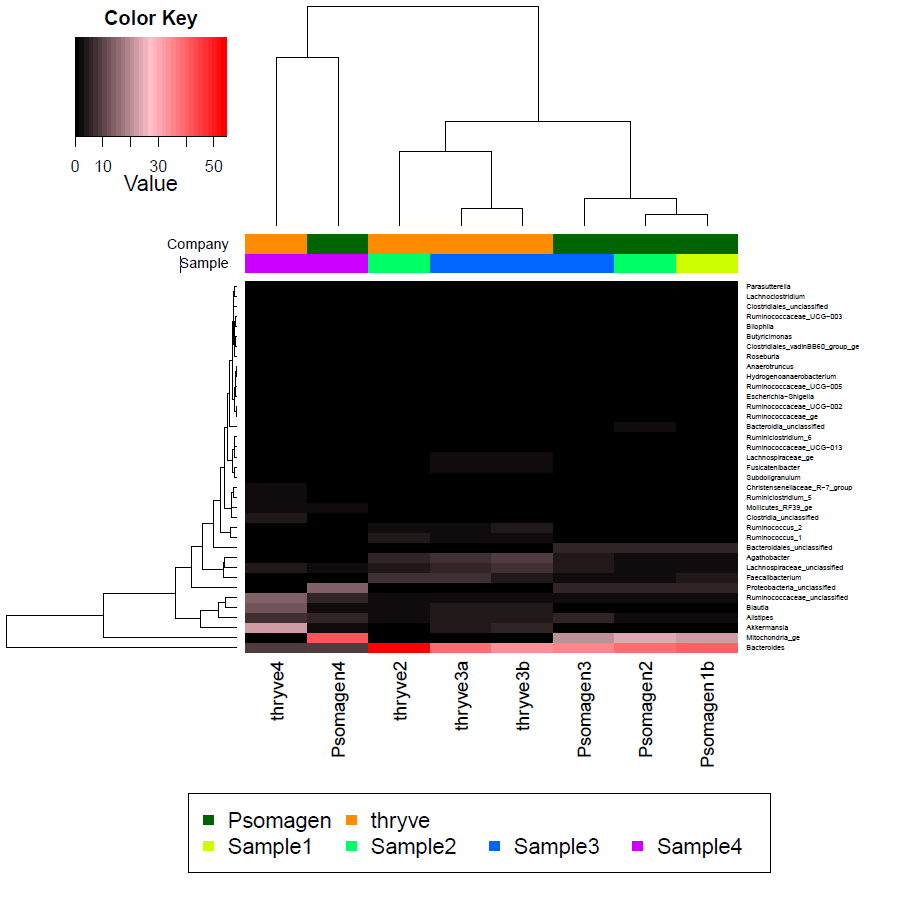 Color Key
0 10 30 50
Value
Company
Sample
Parasutterella
Lachnoclostridium
Clostridiales_unclassified
Ruminococcaceae_UCG-003
Bilophila
Butyricimonas
Clostridiales_vadinBB60_group_ge
Roseburia
Anaerotruncus
Hydrogenoanaerobacterium
Ruminococcaceae_UCG-005
Escherichia-Shigella
Ruminococcaceae_UCG-002
Ruminococcaceae_ge
Bacteroidia_unclassified
Ruminiclostridium_6
Ruminococcaceae_UCG-013
Lachnospiraceae_ge
Fusicatenibacter
Subdoligranulum
Christensenellaceae_R-7_group
Ruminiclostridium_5
Mollicutes_RF39_ge
Clostridia_unclassified
Ruminococcus_2
Ruminococcus_1
Bacteroidales_unclassified
Agathobacter
Lachnospiraceae_unclassified
Faecalibacterium
Proteobacteria_unclassified
Ruminococcaceae_unclassified
Blautia
Alistipes
Akkermansia
Mitochondria_ge
Bacteroides
thryve4
Psomagen4
thryve2
thryve3a
thryve3b
Psomagen3
Psomagen2
Psomagen1b
Psomagen thryve
Sample1 Sample2 Sample3 Sample4